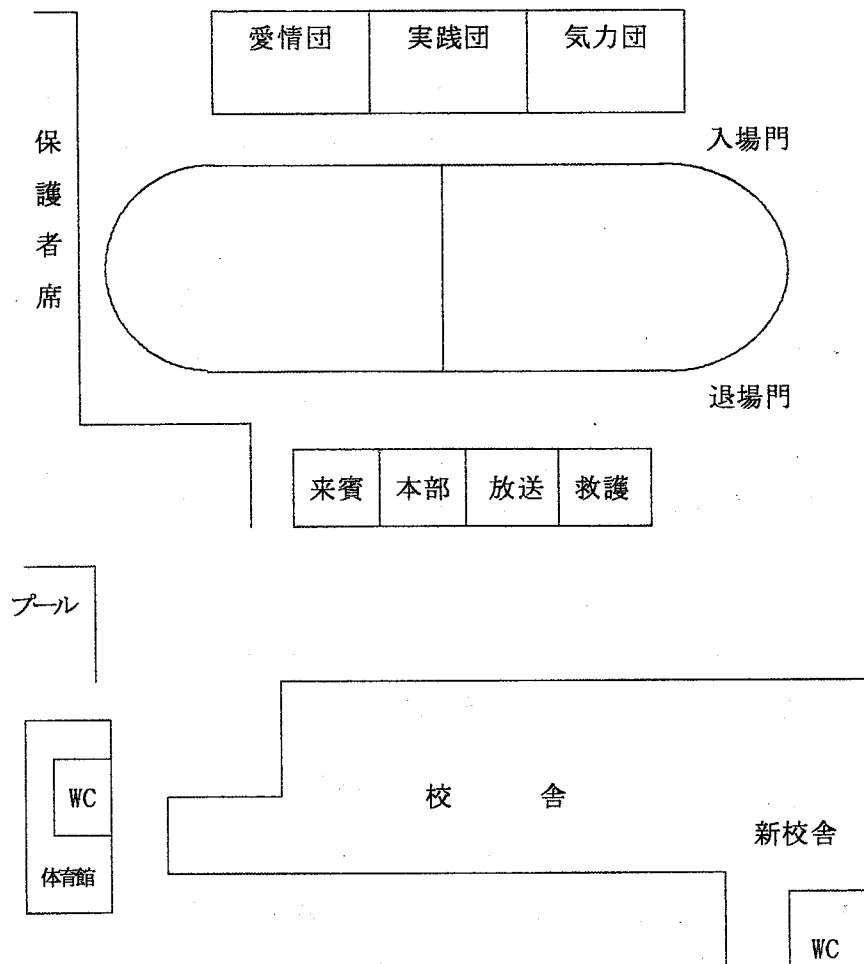 愛情団 実践団 気力団
入場門
保護者席
退場門
来賓 本部 放送 救護
プール
WC
体育館
校舎
新校舎
WC